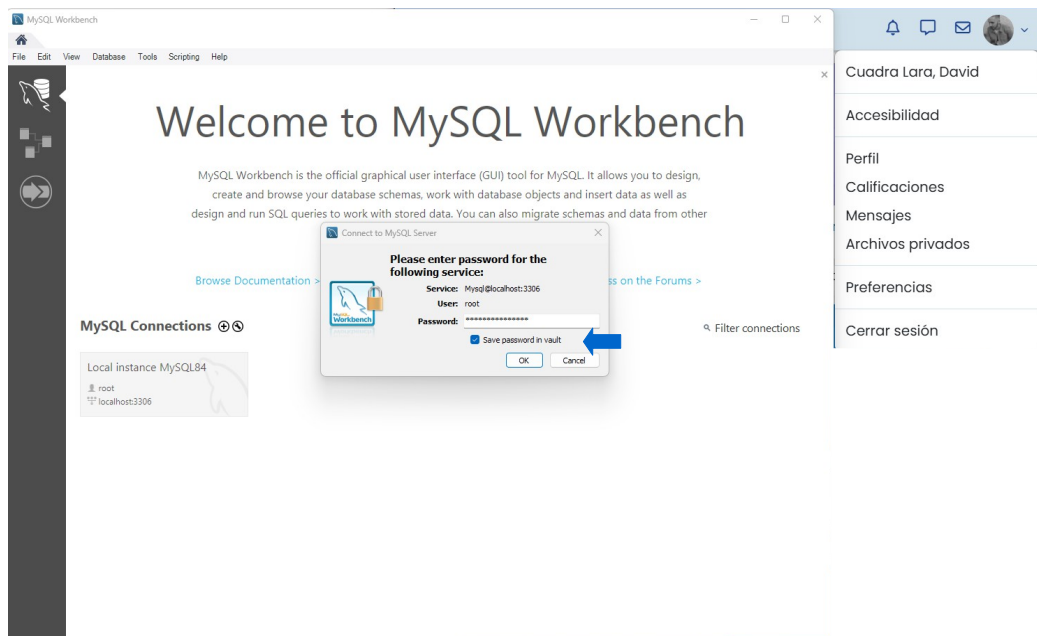 MySQL Workbench
File Edit View Database Tools Scripting Help
Welcome to MySQL Workbench
MySQL Workbench is the official graphical user interface (GUI) tool for MySQL. It allows you to design,
create and browse your database schemas, work with database objects and insert data as well as
design and run SQL queries to work with stored data. You can also migrate schemas and data from other
Browse Documentation >
ss on the Forums >
Connect to MySQL Server
Please enter password for the
following service:
Service: Mysql@localhost:3306
User: root
Password: ***************
Save password in vault
OK Cancel
MySQL
Workbench
MySQL Connections
Filter connections
Local instance MySQL84
root
localhost:3306
Cuadra Lara, David
Accesibilidad
Perfil
Calificaciones
Mensajes
Archivos privados
Preferencias
Cerrar sesión